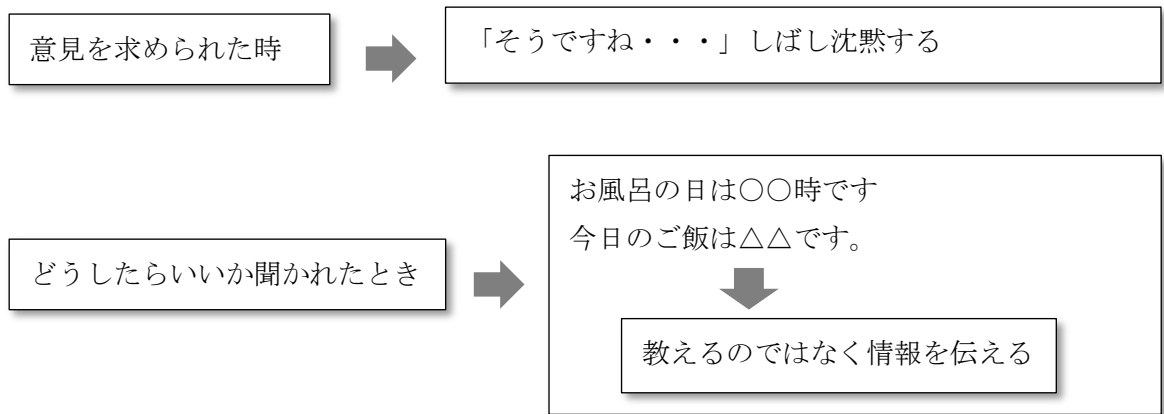 意見を求められた時
「そうですね・・・」しばし沈黙する
どうしたらいいか聞かれたとき
お風呂の日は○○時です
今日のご飯は△△です。
教えるのではなく情報を伝える